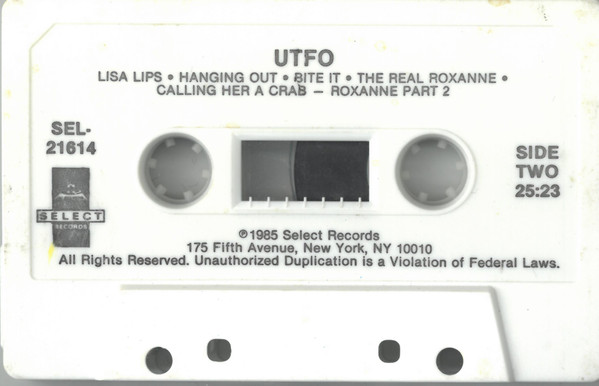 UTFO
LISA LIPS • HANGING OUT • BITE IT • THE REAL ROXANNE •
CALLING HER A CRAB — ROXANNE PART 2
SEL-
21614
SELECT
RECORDS
SIDE
TWO
25:23
℗1985 Select Records
175 Fifth Avenue, New York, NY 10010
All Rights Reserved. Unauthorized Duplication is a Violation of Federal Laws.